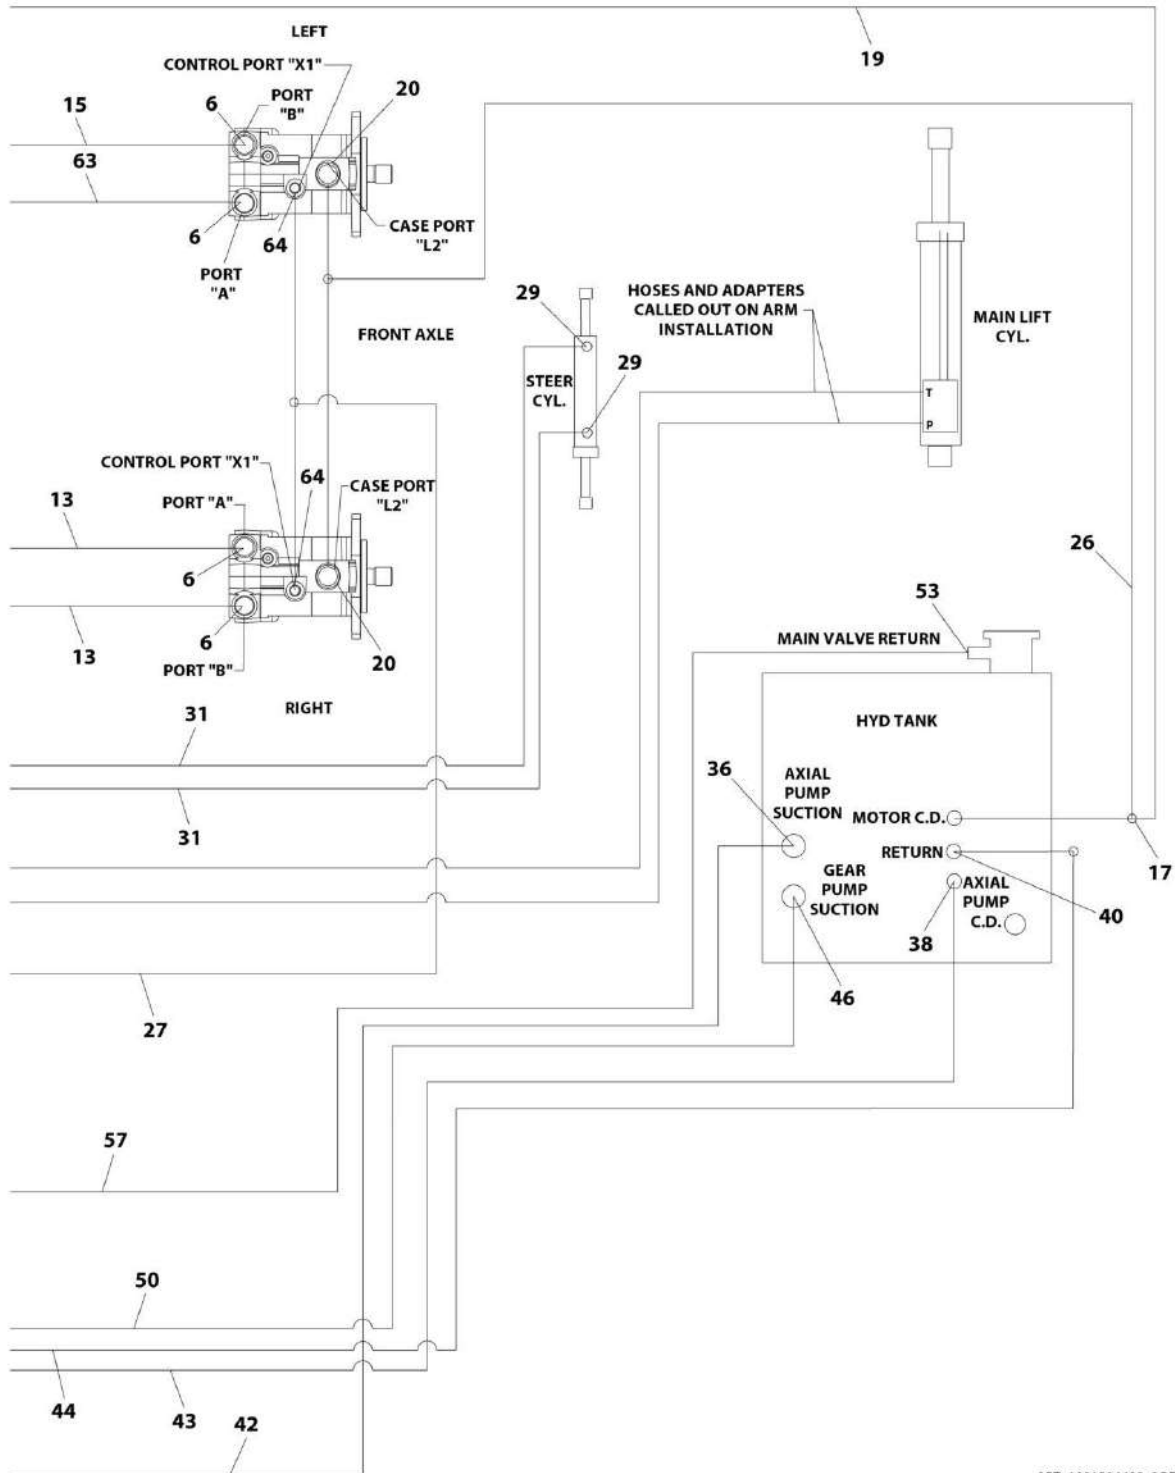 LEFT
19
CONTROL PORT "X1"
20
6
PORT
"B"
15
63
6
64
CASE PORT
"L2"
PORT
"A"
FRONT AXLE
29
HOSES AND ADAPTERS
CALLED OUT ON ARM
INSTALLATION
MAIN LIFT
CYL.
29
STEER
CYL.
T
P
CONTROL PORT "X1"
64
CASE PORT
"L2"
13
PORT "A"
6
26
6
53
13
PORT "B"
20
MAIN VALVE RETURN
RIGHT
31
HYD TANK
36
AXIAL
PUMP
SUCTION
MOTOR C.D.
31
RETURN
17
GEAR
PUMP
SUCTION
AXIAL
PUMP
C.D.
40
38
46
27
57
50
44
43
42